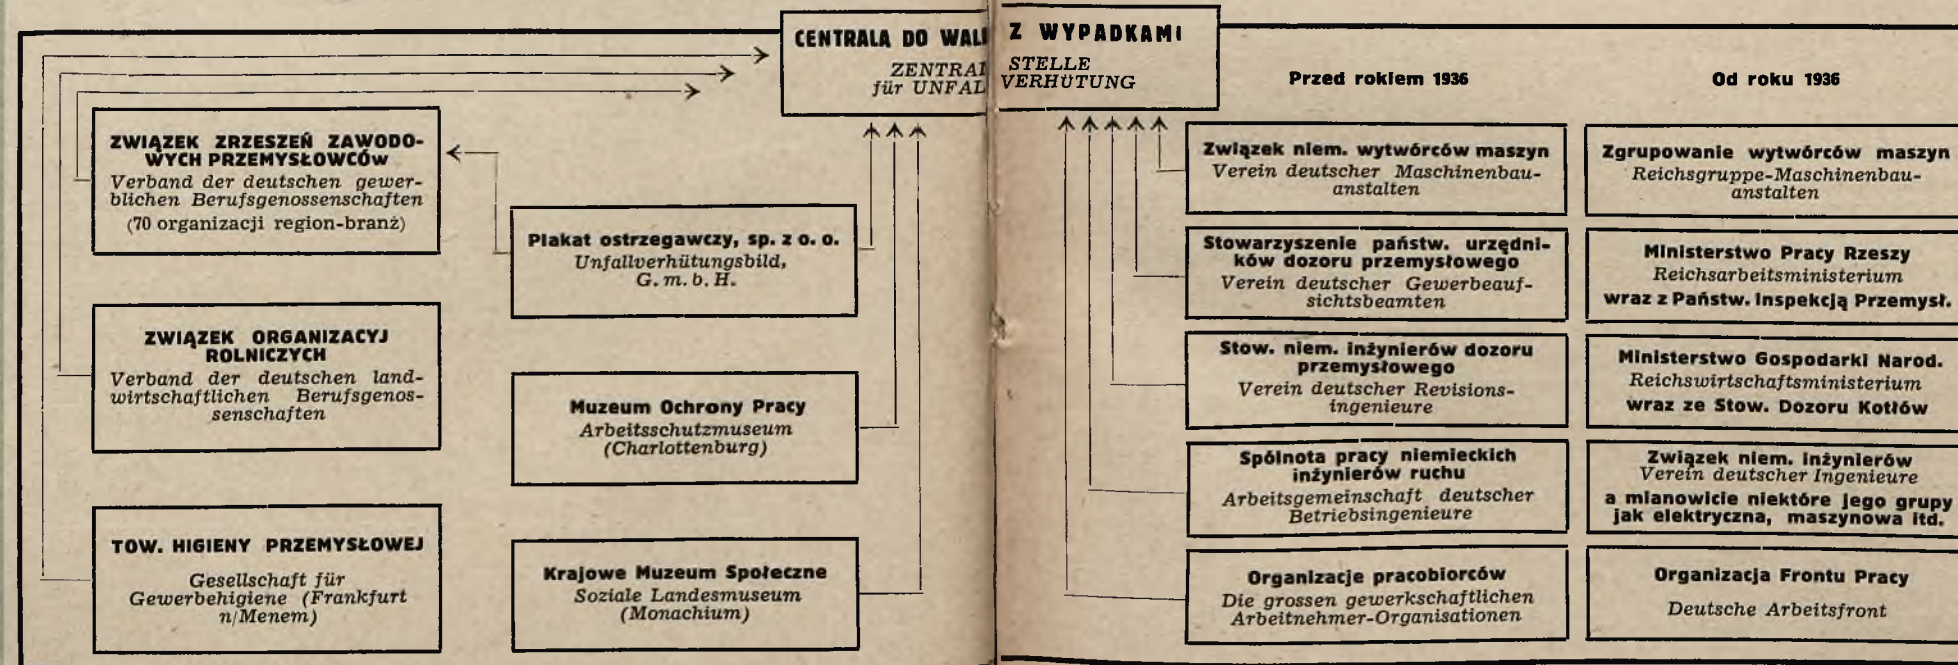 CENTRALA DO WAL Z WYPADKAMI
ZENTRAL STELLE
für UNFAL VERHÜTUNG
ZWIĄZEK ZRZESZEŃ ZAWODO-
WYCH PRZEMYSŁOWCÓW
Verband der deutschen gewer-
blichen Berufsgenossenschaften
(70 organizacji region-branż)
ZWIĄZEK ORGANIZACYJ
ROLNICZYCH
Verband der deutschen land-
wirtschaftlichen Berufsgenos-
senschaften
TOW. HIGIENY PRZEMYSŁOWEJ
Gesellschaft für
Gewerbehigiene (Frankfurt
n/Menem)
Plakat ostrzegawczy, sp. z o. o.
Unfallverhütungsbild,
G. m. b. H.
Muzeum Ochrony Pracy
Arbeitsschutzmuseum
(Charlottenburg)
Krajowe Muzeum Społeczne
Soziale Landesmuseum
(Monachium)
Przed rokiem 1936
Związek niem. wytwórców maszyn
Verein deutscher Maschinenbau-
anstalten
Stowarzyszenie państw. urzędni-
ków dozoru przemysłowego
Verein deutscher Gewerbeauf-
sichtsbeamten
Stow. niem. inżynierów dozoru
przemysłowego
Verein deutscher Revisions-
ingenieure
Spólnota pracy niemieckich
inżynierów ruchu
Arbeitsgemeinschaft deutscher
Betriebsingenieure
Organizacje pracobiorców
Die grossen gewerkschaftlichen
Arbeitnehmer-Organisationen
Od roku 1936
Zgrupowanie wytwórców maszyn
Reichsgruppe-Maschinenbau-
anstalten
Ministerstwo Pracy Rzeszy
Reichsarbeitsministerium
wraz z Państw. Inspekcją Przemysł.
Ministerstwo Gospodarki Narod.
Reichswirtschaftsministerium
wraz ze Stow. Dozoru Kotłów
Związek niem. inżynierów
Verein deutscher Ingenieure
a mianowicie niektóre jego grupy
jak elektryczna, maszynowa itd.
Organizacja Frontu Pracy
Deutsche Arbeitsfront